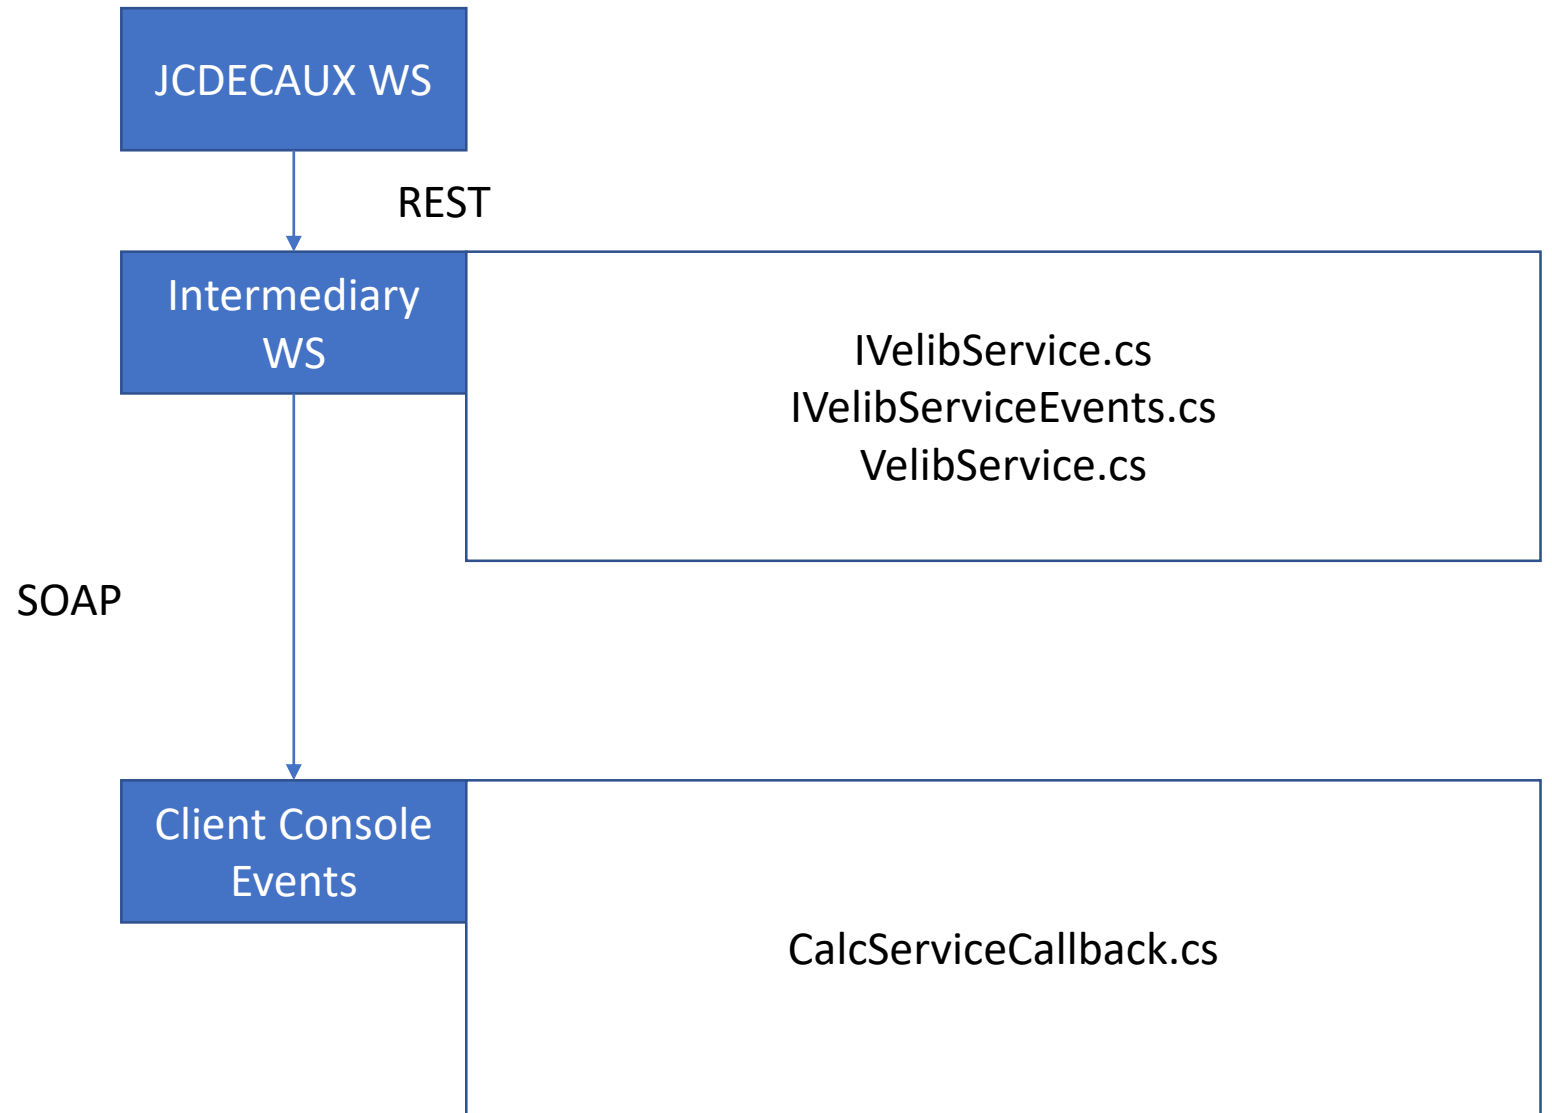 JCDECAUX WS
REST
Intermediary
WS
IVelibService.cs
IVelibServiceEvents.cs
VelibService.cs
SOAP
Client Console
Events
CalcServiceCallback.cs